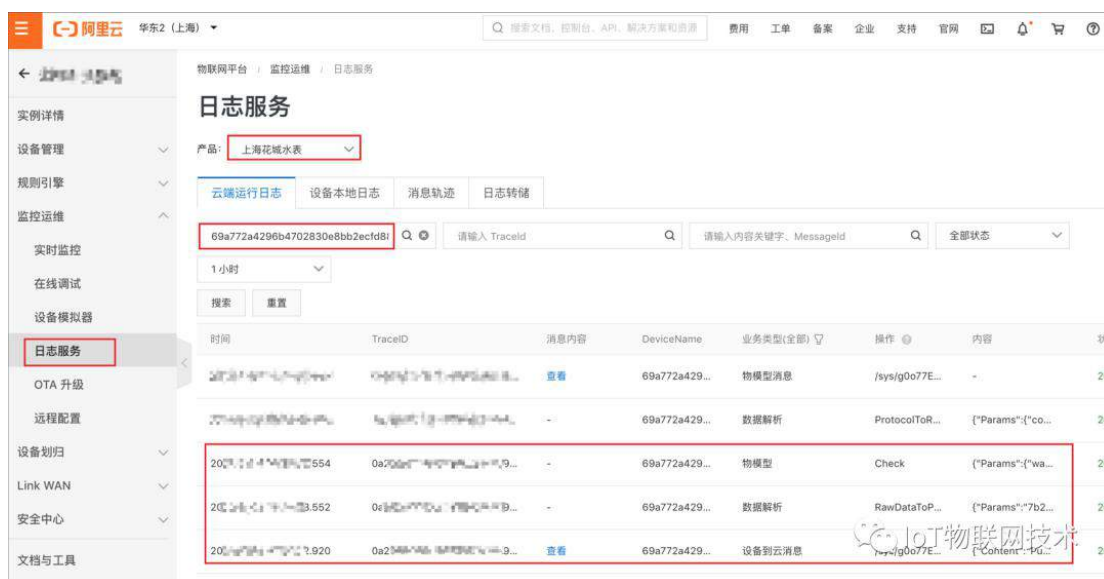 阿里云 华东2（上海） 搜索文档、控制台、API、解决方案和资源 费用 工单 备案 企业 支持 官网
物联网平台 / 监控运维 / 日志服务
日志服务
实例详情
设备管理
规则引擎
监控运维
实时监控
在线调试
设备模拟器
日志服务
OTA 升级
远程配置
设备划归
Link WAN
安全中心
文档与工具
产品： 上海花城水表
云端运行日志 设备本地日志 消息轨迹 日志转储
69a772a4296b4702830e8bb2ecfd8 请输入 TraceId 请输入内容关键字、MessageId 全部状态
1 小时
搜索 重置
时间 TraceID 消息内容 DeviceName 业务类型(全部) 操作 内容
查看 69a772a429... 物模型消息 /sys/g0o77E... -
- 69a772a429... 数据解析 ProtocolToR... {"Params":{"co...
554 - 69a772a429... 物模型 Check {"Params":{"wa...
3.552 - 69a772a429... 数据解析 RawDataToP... {"Params":"7b2
2.920 查看 69a772a429... 设备到云消息 /sys/g0o77E... {"Content":"Pu...
IoT物联网技术